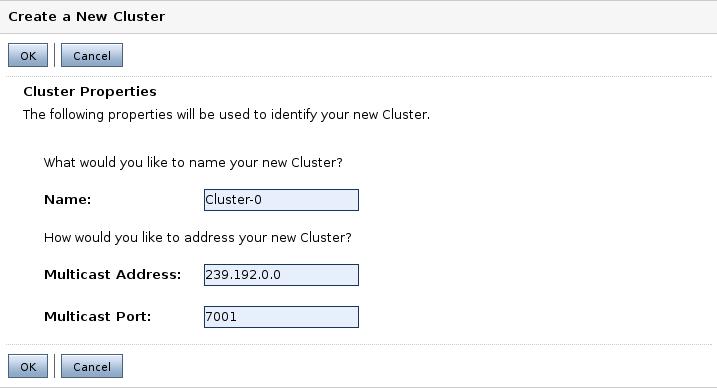 Create a New Cluster
OK Cancel
Cluster Properties
The following properties will be used to identify your new Cluster.
What would you like to name your new Cluster?
Name: Cluster-0
How would you like to address your new Cluster?
Multicast Address: 239.192.0.0
Multicast Port: 7001
OK Cancel